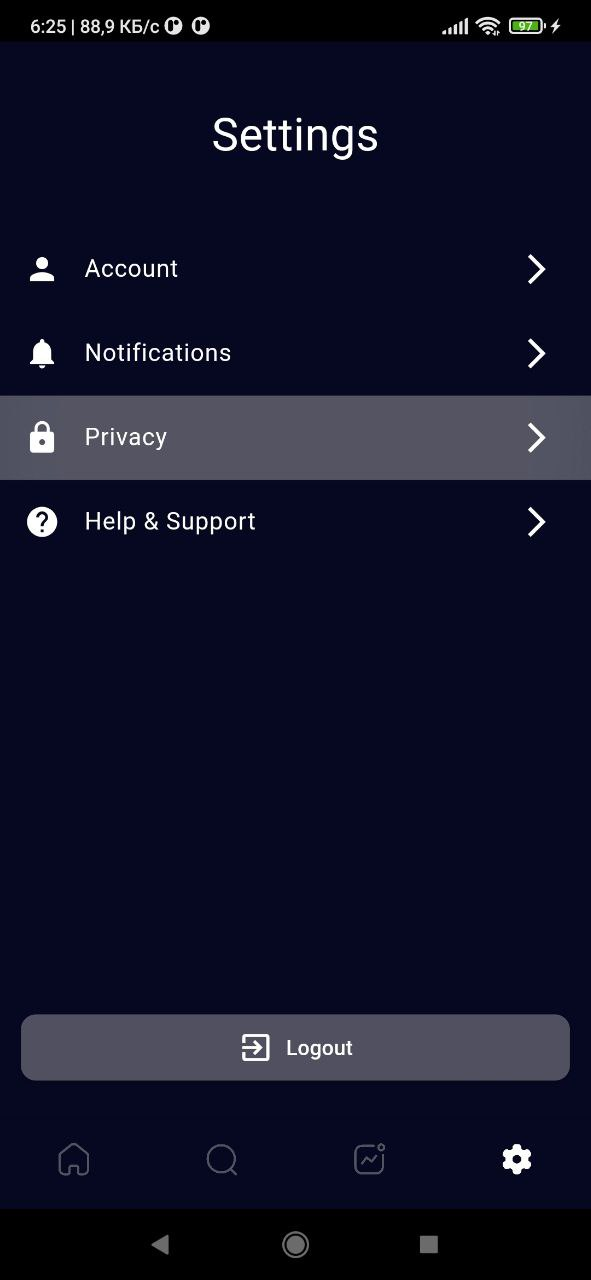 6:25 | 88,9 КБ/с
97
Settings
Account
Notifications
Privacy
Help & Support
Logout